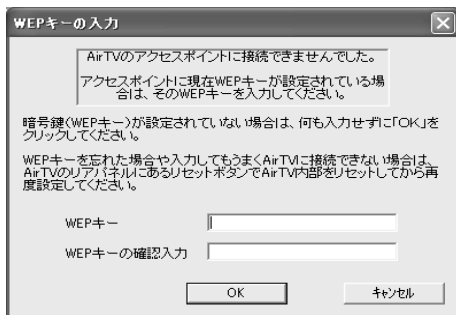 WEPキーの入力
AirTVのアクセスポイントに接続できませんでした。
アクセスポイントに現在WEPキーが設定されている場
合は、そのWEPキーを入力してください。
暗号鍵(WEPキー)が設定されていない場合は、何も入力せずに「OK」を
クリックしてください。
WEPキーを忘れた場合や入力してもうまくAirTVに接続できない場合は、
AirTVのリアパネルにあるリセットボタンでAirTV内部をリセットしてから再
度設定してください。
WEPキー
WEPキーの確認入力
OK
キャンセル